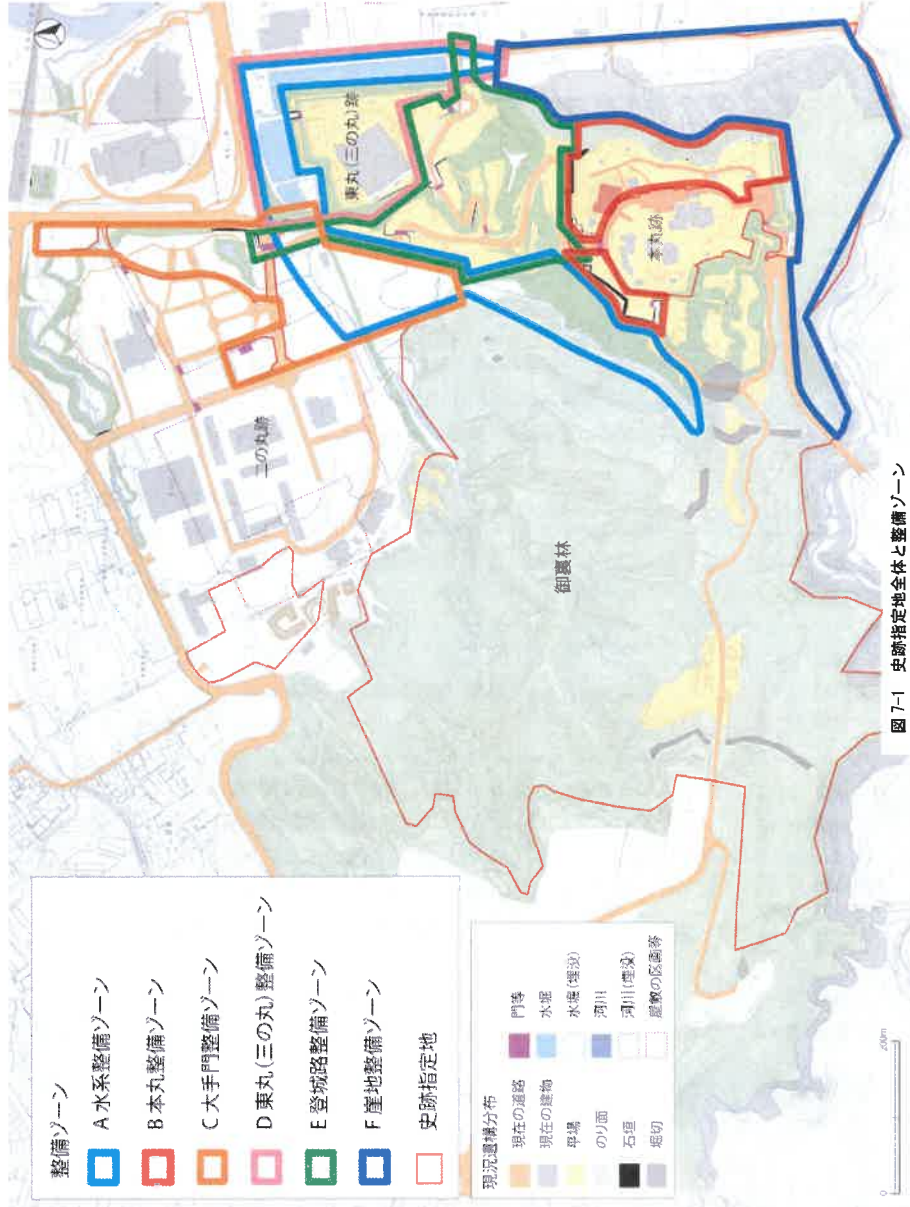 整備ゾーン
A 水系整備ゾーン
B 本丸整備ゾーン
C 大手門整備ゾーン
D 東丸(三の丸)整備ゾーン
E 登城路整備ゾーン
F 崖地整備ゾーン
史跡指定地
現況遺構分布
現在の道路
現在の建物
平場
のり面
石垣
堀切
門等
水堀
水堀(埋没)
河川
河川(埋没)
屋敷の区画等
二の丸跡
東丸(三の丸)跡
本丸跡
御裏林
0
200m
図 7-1 史跡指定地全体と整備ゾーン